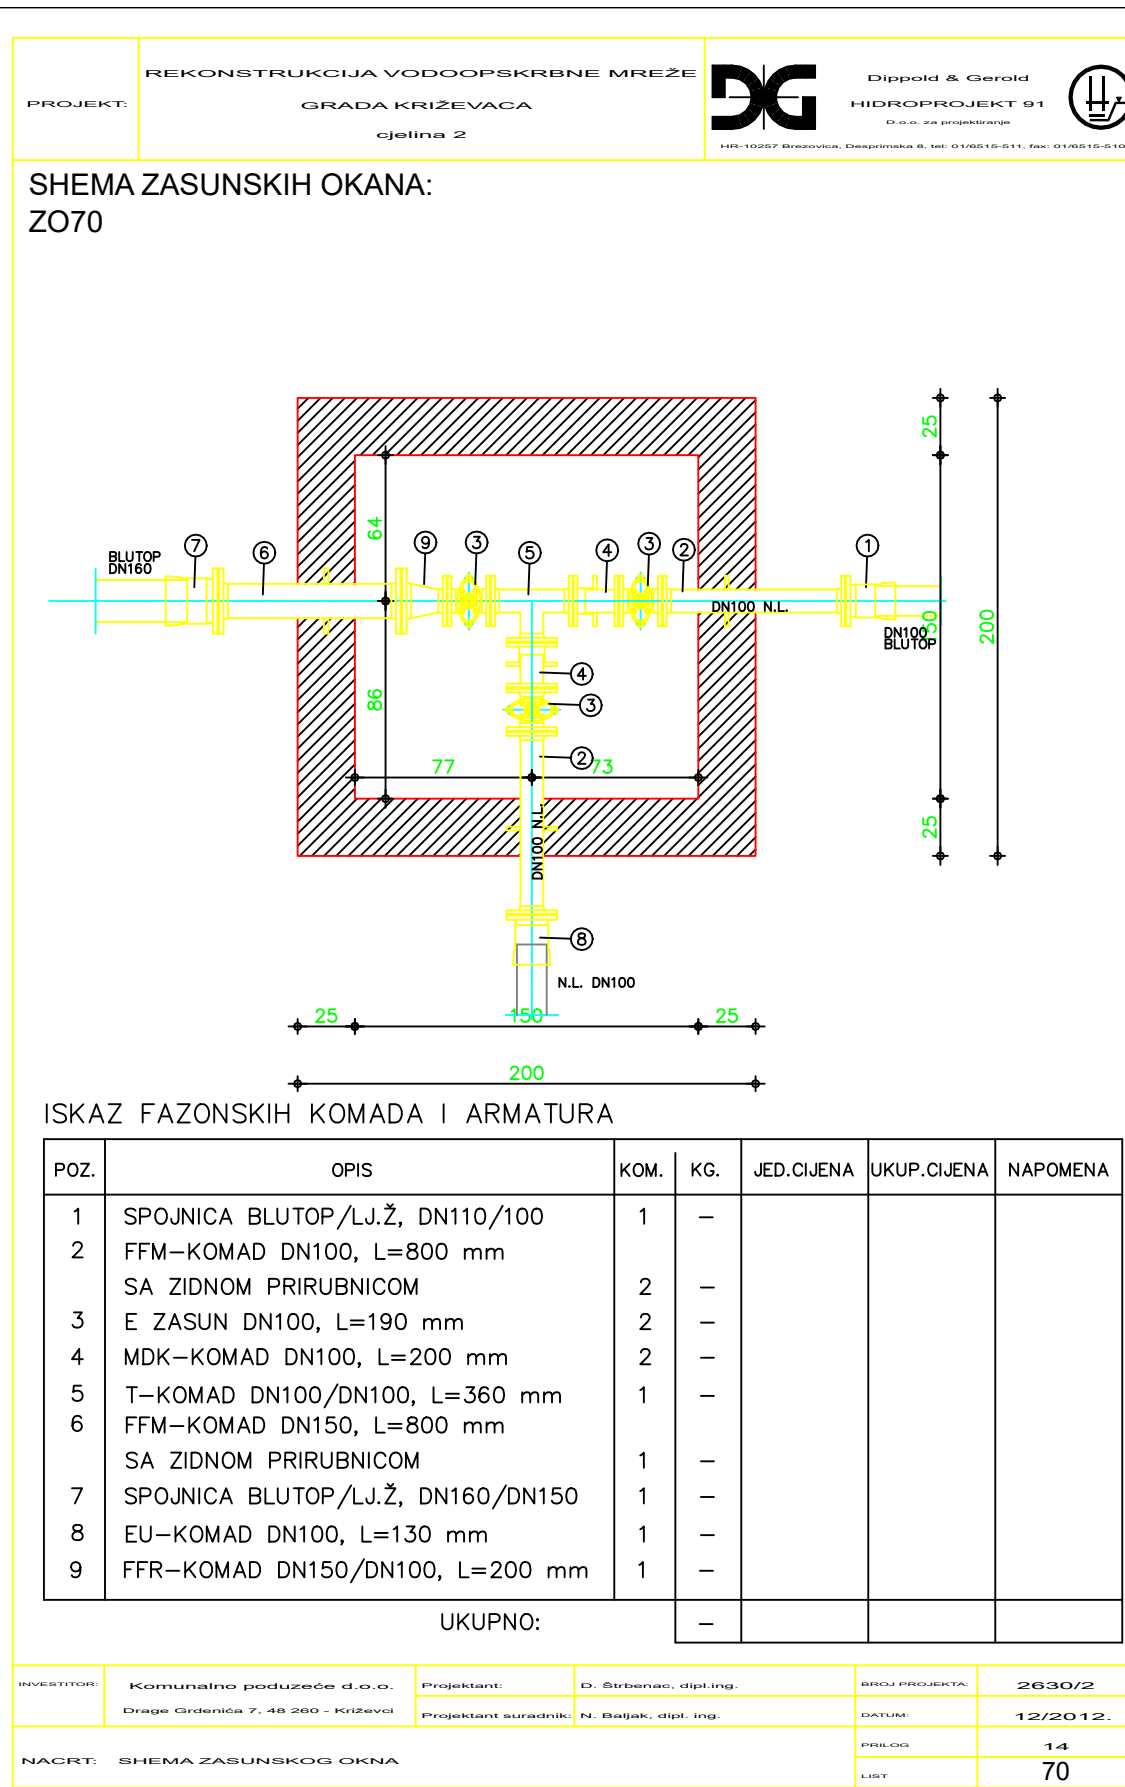 PROJEKT:
REKONSTRUKCIJA VODOOPSKRBNE MREŽE
GRADA KRIŽEVACA
cjelina 2
DG
Dippold & Gerold
HIDROPROJEKT 91
D.o.o. za projektiranje
HR-10257 Brezovica, Desprimska 8, tel: 01/6515-511, fax: 01/6515-510
SHEMA ZASUNSKIH OKANA:
ZO70
25
64
7
6
9
3
5
4
3
2
1
BLUTOP
DN160
DN100 N.L.
DN100
BLUTOP
150
200
4
3
86
2
77
73
25
DN100 N.L.
8
N.L. DN100
25
150
25
200
ISKAZ FAZONSKIH KOMADA I ARMATURA
POZ. OPIS KOM. KG. JED.CIJENA UKUP.CIJENA NAPOMENA
1 SPOJNICA BLUTOP/LJ.Ž, DN110/100 1 –
2 FFM–KOMAD DN100, L=800 mm
SA ZIDNOM PRIRUBNICOM 2 –
3 E ZASUN DN100, L=190 mm 2 –
4 MDK–KOMAD DN100, L=200 mm 2 –
5 T–KOMAD DN100/DN100, L=360 mm 1 –
6 FFM–KOMAD DN150, L=800 mm
SA ZIDNOM PRIRUBNICOM 1 –
7 SPOJNICA BLUTOP/LJ.Ž, DN160/DN150 1 –
8 EU–KOMAD DN100, L=130 mm 1 –
9 FFR–KOMAD DN150/DN100, L=200 mm 1 –
UKUPNO: –
INVESTITOR: Komunalno poduzeće d.o.o.
Drage Grdenića 7, 48 260 - Križevci
Projektant: D. Štrbenac, dipl.ing.
Projektant suradnik: N. Baljak, dipl. ing.
BROJ PROJEKTA: 2630/2
DATUM: 12/2012.
NACRT: SHEMA ZASUNSKOG OKNA
PRILOG 14
LIST 70